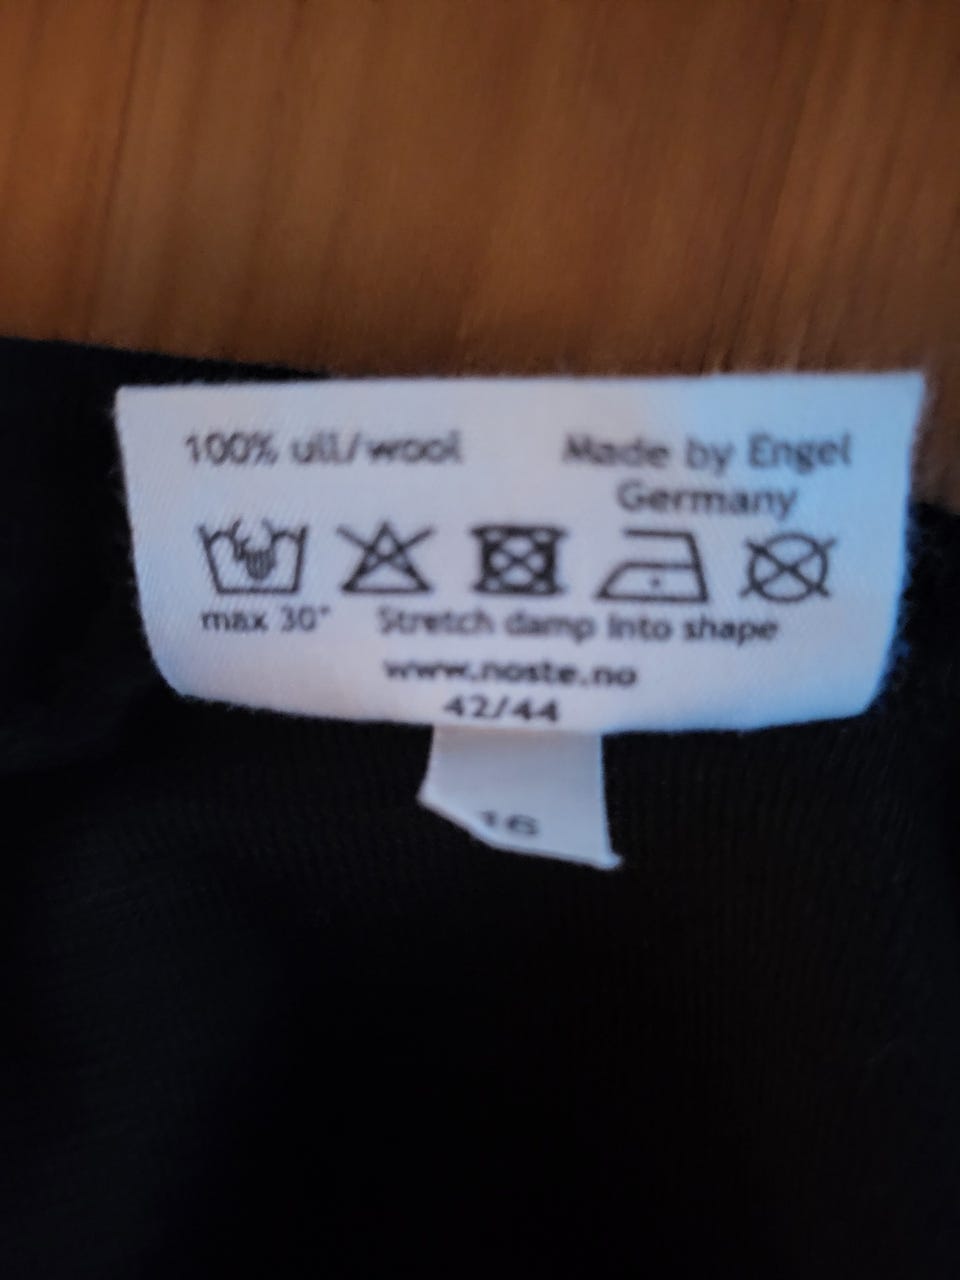 100% ull/wool
Made by Engel
Germany
max 30°
Stretch damp into shape
www.noste.no
42/44
16